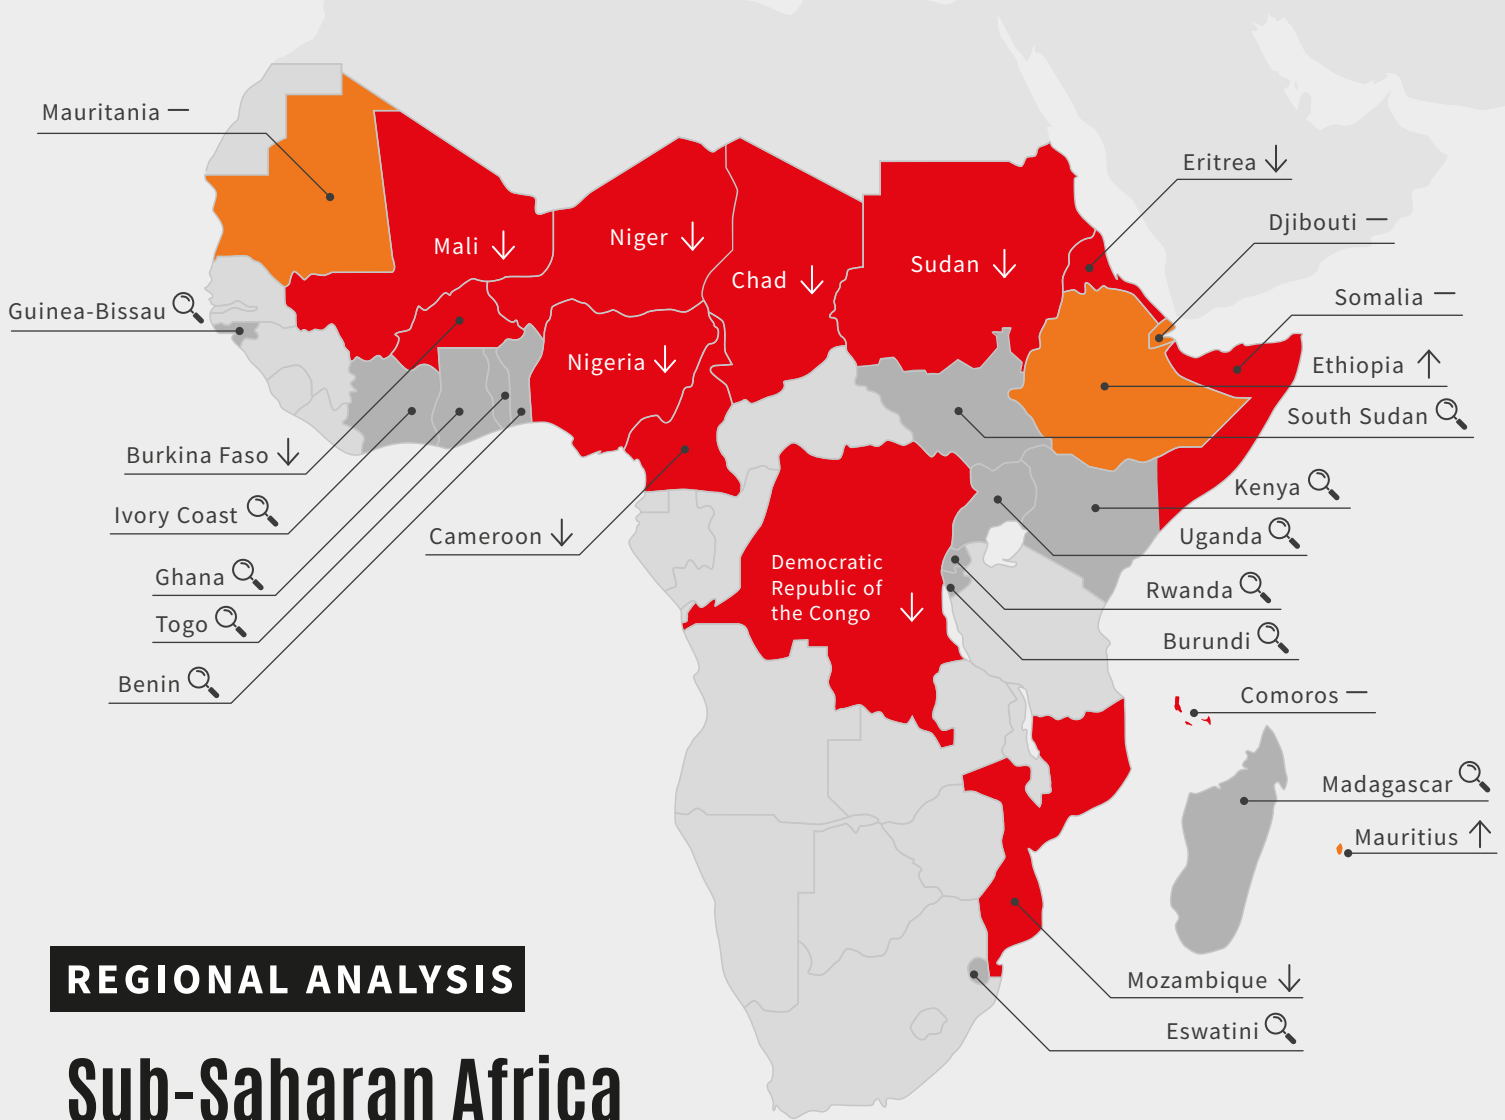 Mauritania
Eritrea
Djibouti
Mali
Niger
Chad
Sudan
Somalia
Guinea-Bissau
Nigeria
Ethiopia
South Sudan
Burkina Faso
Kenya
Ivory Coast
Cameroon
Uganda
Democratic
Republic of
the Congo
Ghana
Rwanda
Togo
Burundi
Benin
Comoros
Madagascar
Mauritius
Mozambique
Eswatini
REGIONAL ANALYSIS
Sub-Saharan Africa